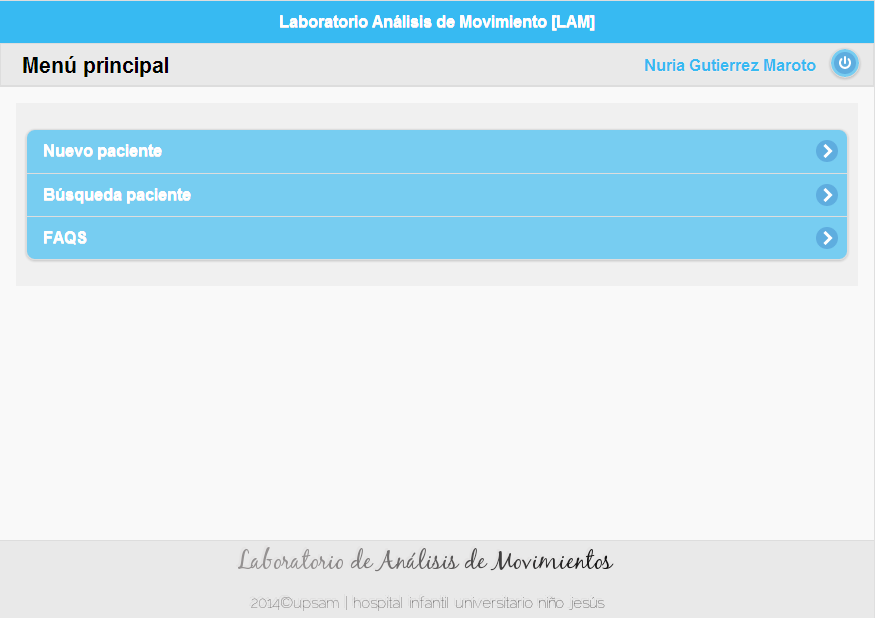 Laboratorio Análisis de Movimiento [LAM]
Menú principal
Nuria Gutierrez Maroto
Nuevo paciente
Búsqueda paciente
FAQS
Laboratorio de Análisis de Movimientos
2014©upsam | hospital infantil universitario niño jesús